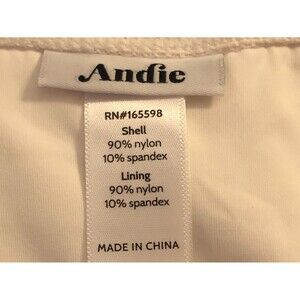 Andie
RN#165598
Shell
90% nylon
10% spandex
Lining
90% nylon
10% spandex
MADE IN CHINA